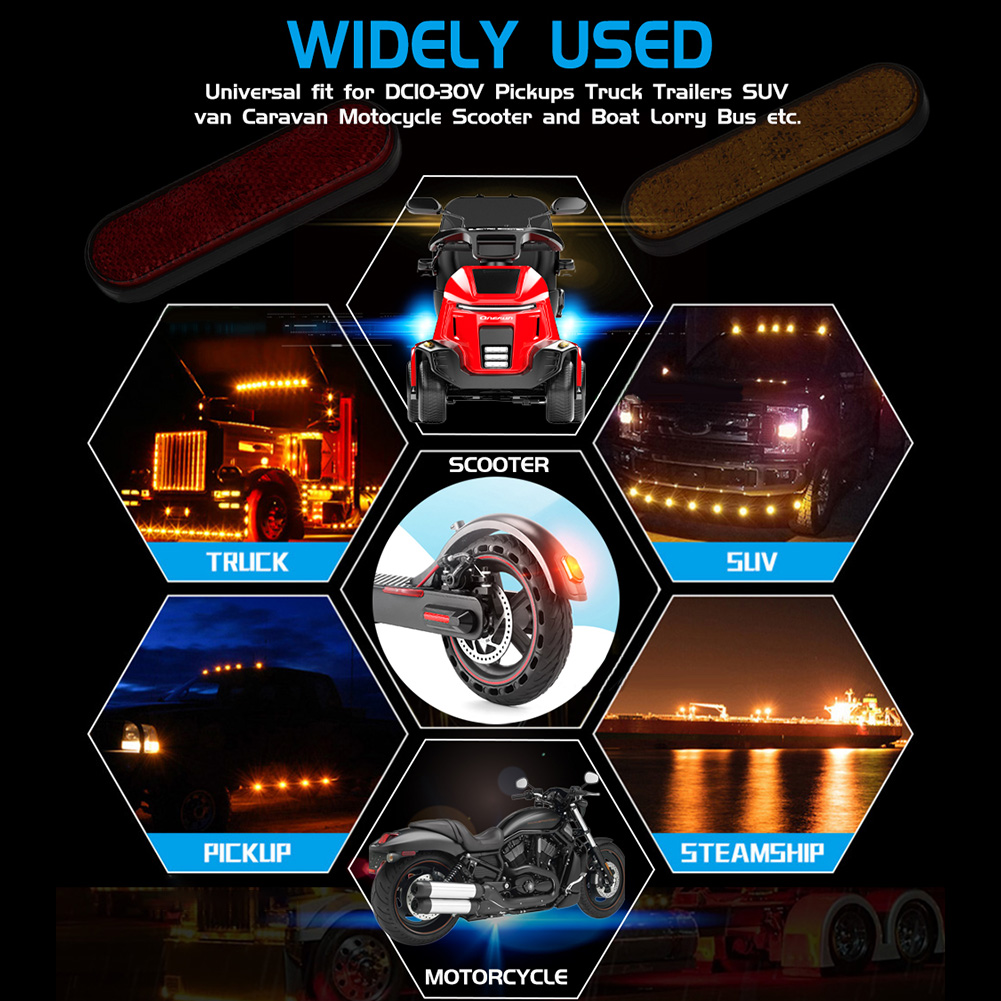 WIDELY USED
Universal fit for DC10-30V Pickups Truck Trailers SUV
van Caravan Motocycle Scooter and Boat Lorry Bus etc.
TRUCK
SCOOTER
SUV
PICKUP
STEAMSHIP
MOTORCYCLE